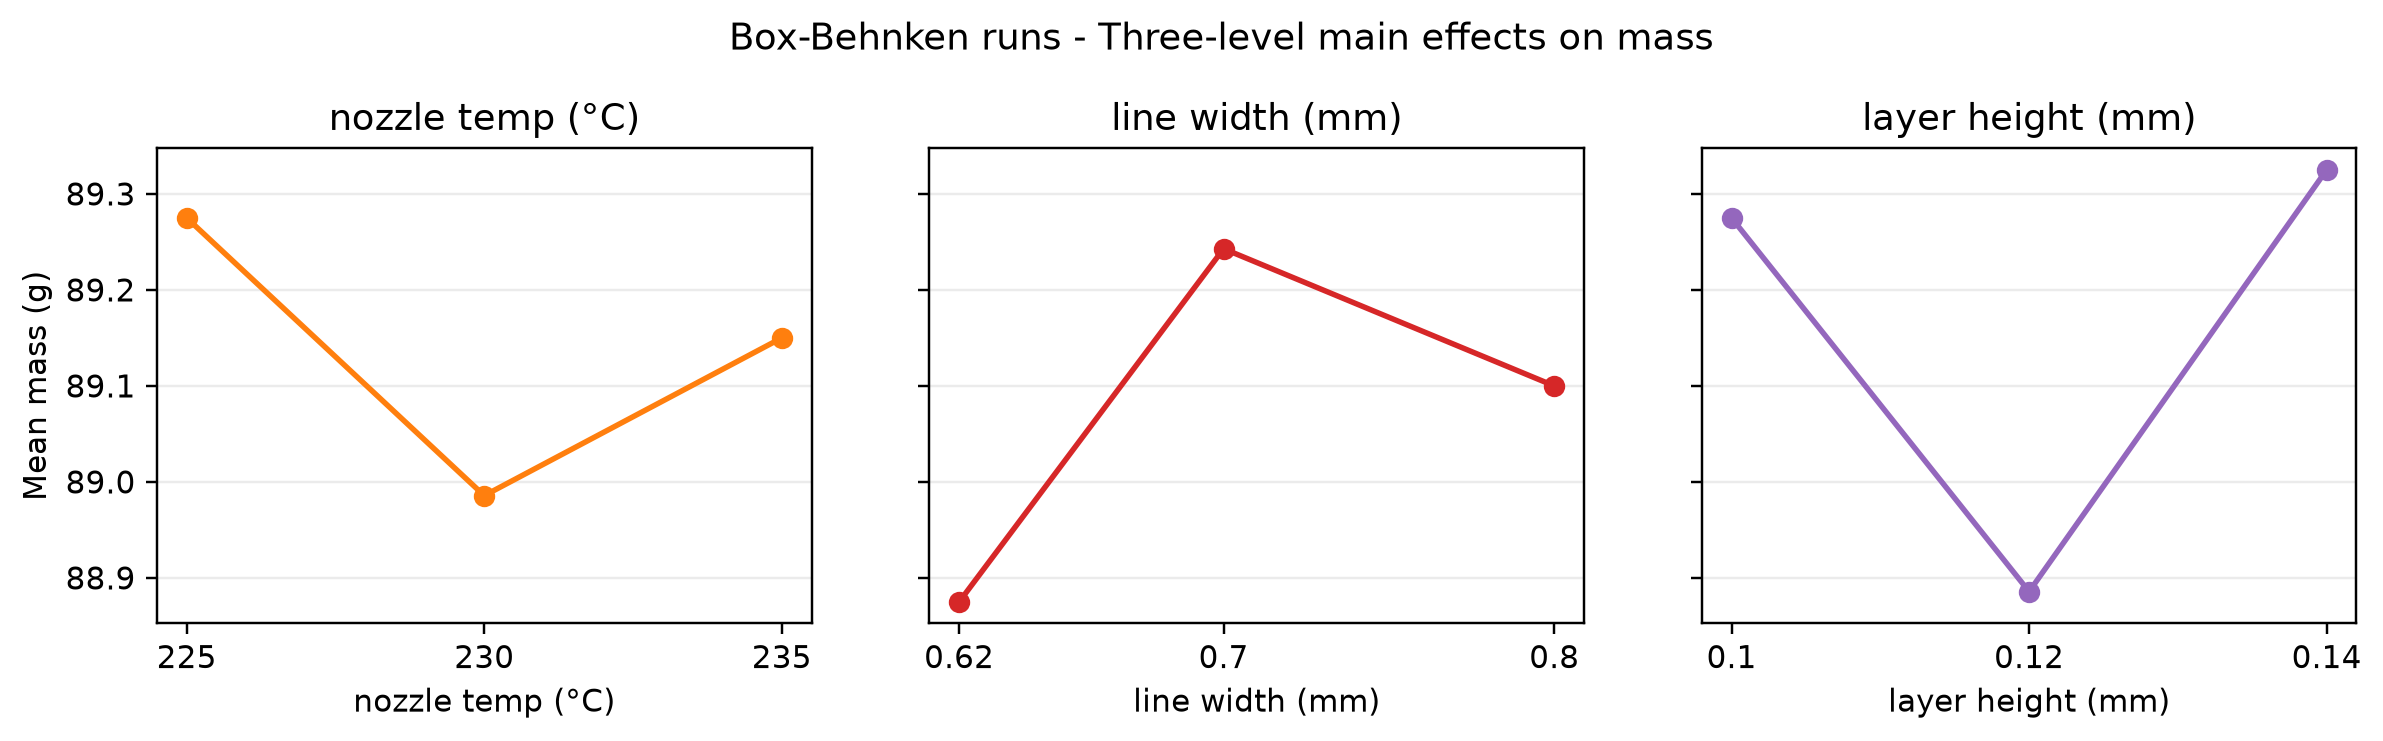 Box-Behnken runs - Three-level main effects on mass
nozzle temp (°C)
line width (mm)
layer height (mm)
Mean mass (g)
89.3
89.2
89.1
89.0
88.9
225 230 235
0.62 0.7 0.8
0.1 0.12 0.14
nozzle temp (°C)
line width (mm)
layer height (mm)